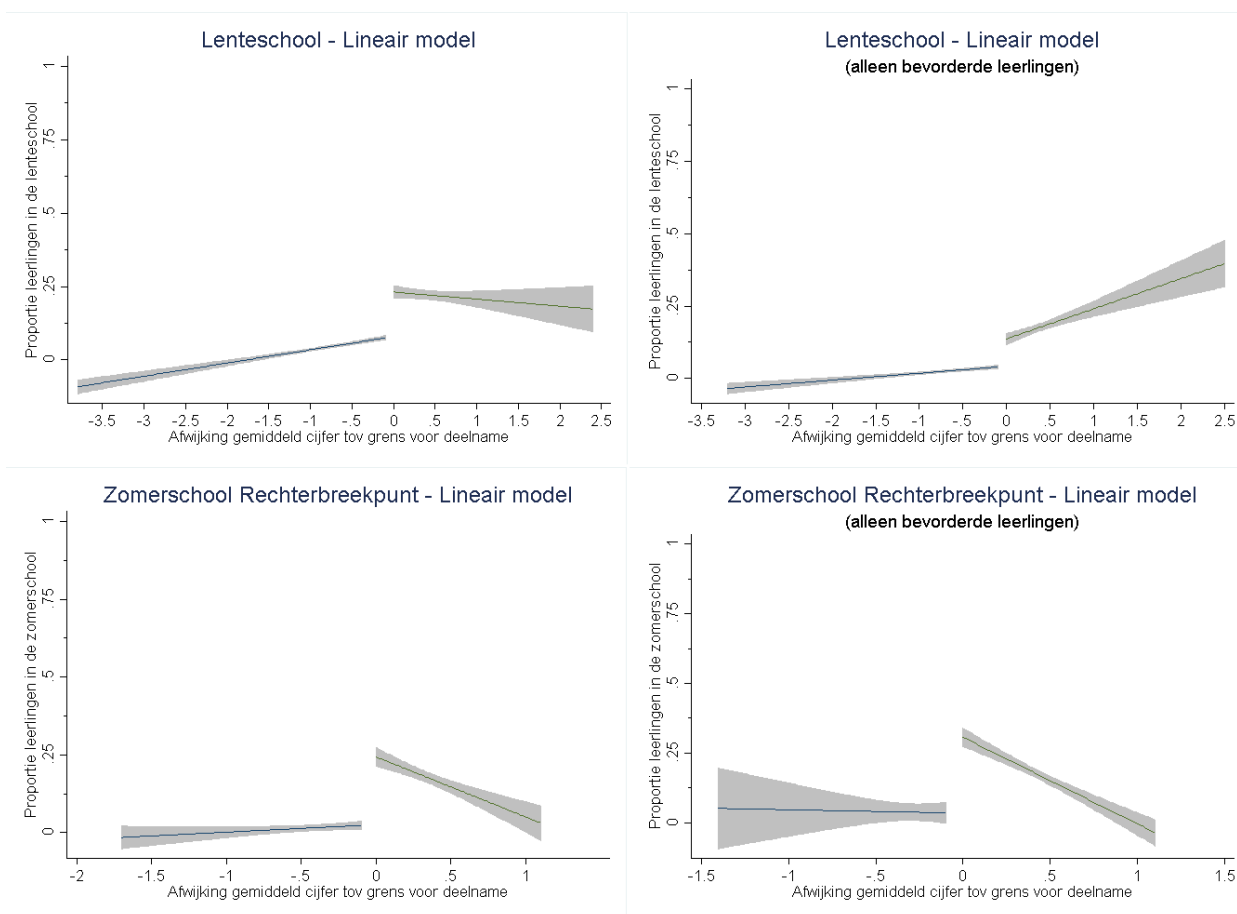 Lenteschool - Lineair model
Proportie leerlingen in de lenteschool
1
.75
.5
.25
0
-3.5 -3 -2.5 -2 -1.5 -1 -.5 0 .5 1 1.5 2 2.5
Afwijking gemiddeld cijfer tov grens voor deelname
Lenteschool - Lineair model
(alleen bevorderde leerlingen)
Proportie leerlingen in de lenteschool
1
.75
.5
.25
0
-3.5 -3 -2.5 -2 -1.5 -1 -.5 0 .5 1 1.5 2 2.5
Afwijking gemiddeld cijfer tov grens voor deelname
Zomerschool Rechterbreekpunt - Lineair model
Proportie leerlingen in de zomerschool
1
.75
.5
.25
0
-2 -1.5 -1 -.5 0 .5 1
Afwijking gemiddeld cijfer tov grens voor deelname
Zomerschool Rechterbreekpunt - Lineair model
(alleen bevorderde leerlingen)
Proportie leerlingen in de zomerschool
1
.75
.5
.25
0
-1.5 -1 -.5 0 .5 1 1.5
Afwijking gemiddeld cijfer tov grens voor deelname